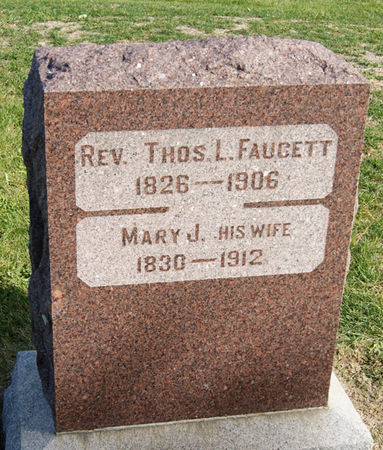 REV. THOS. L. FAUCETT
1826—1906
MARY J. HIS WIFE
1830—1912